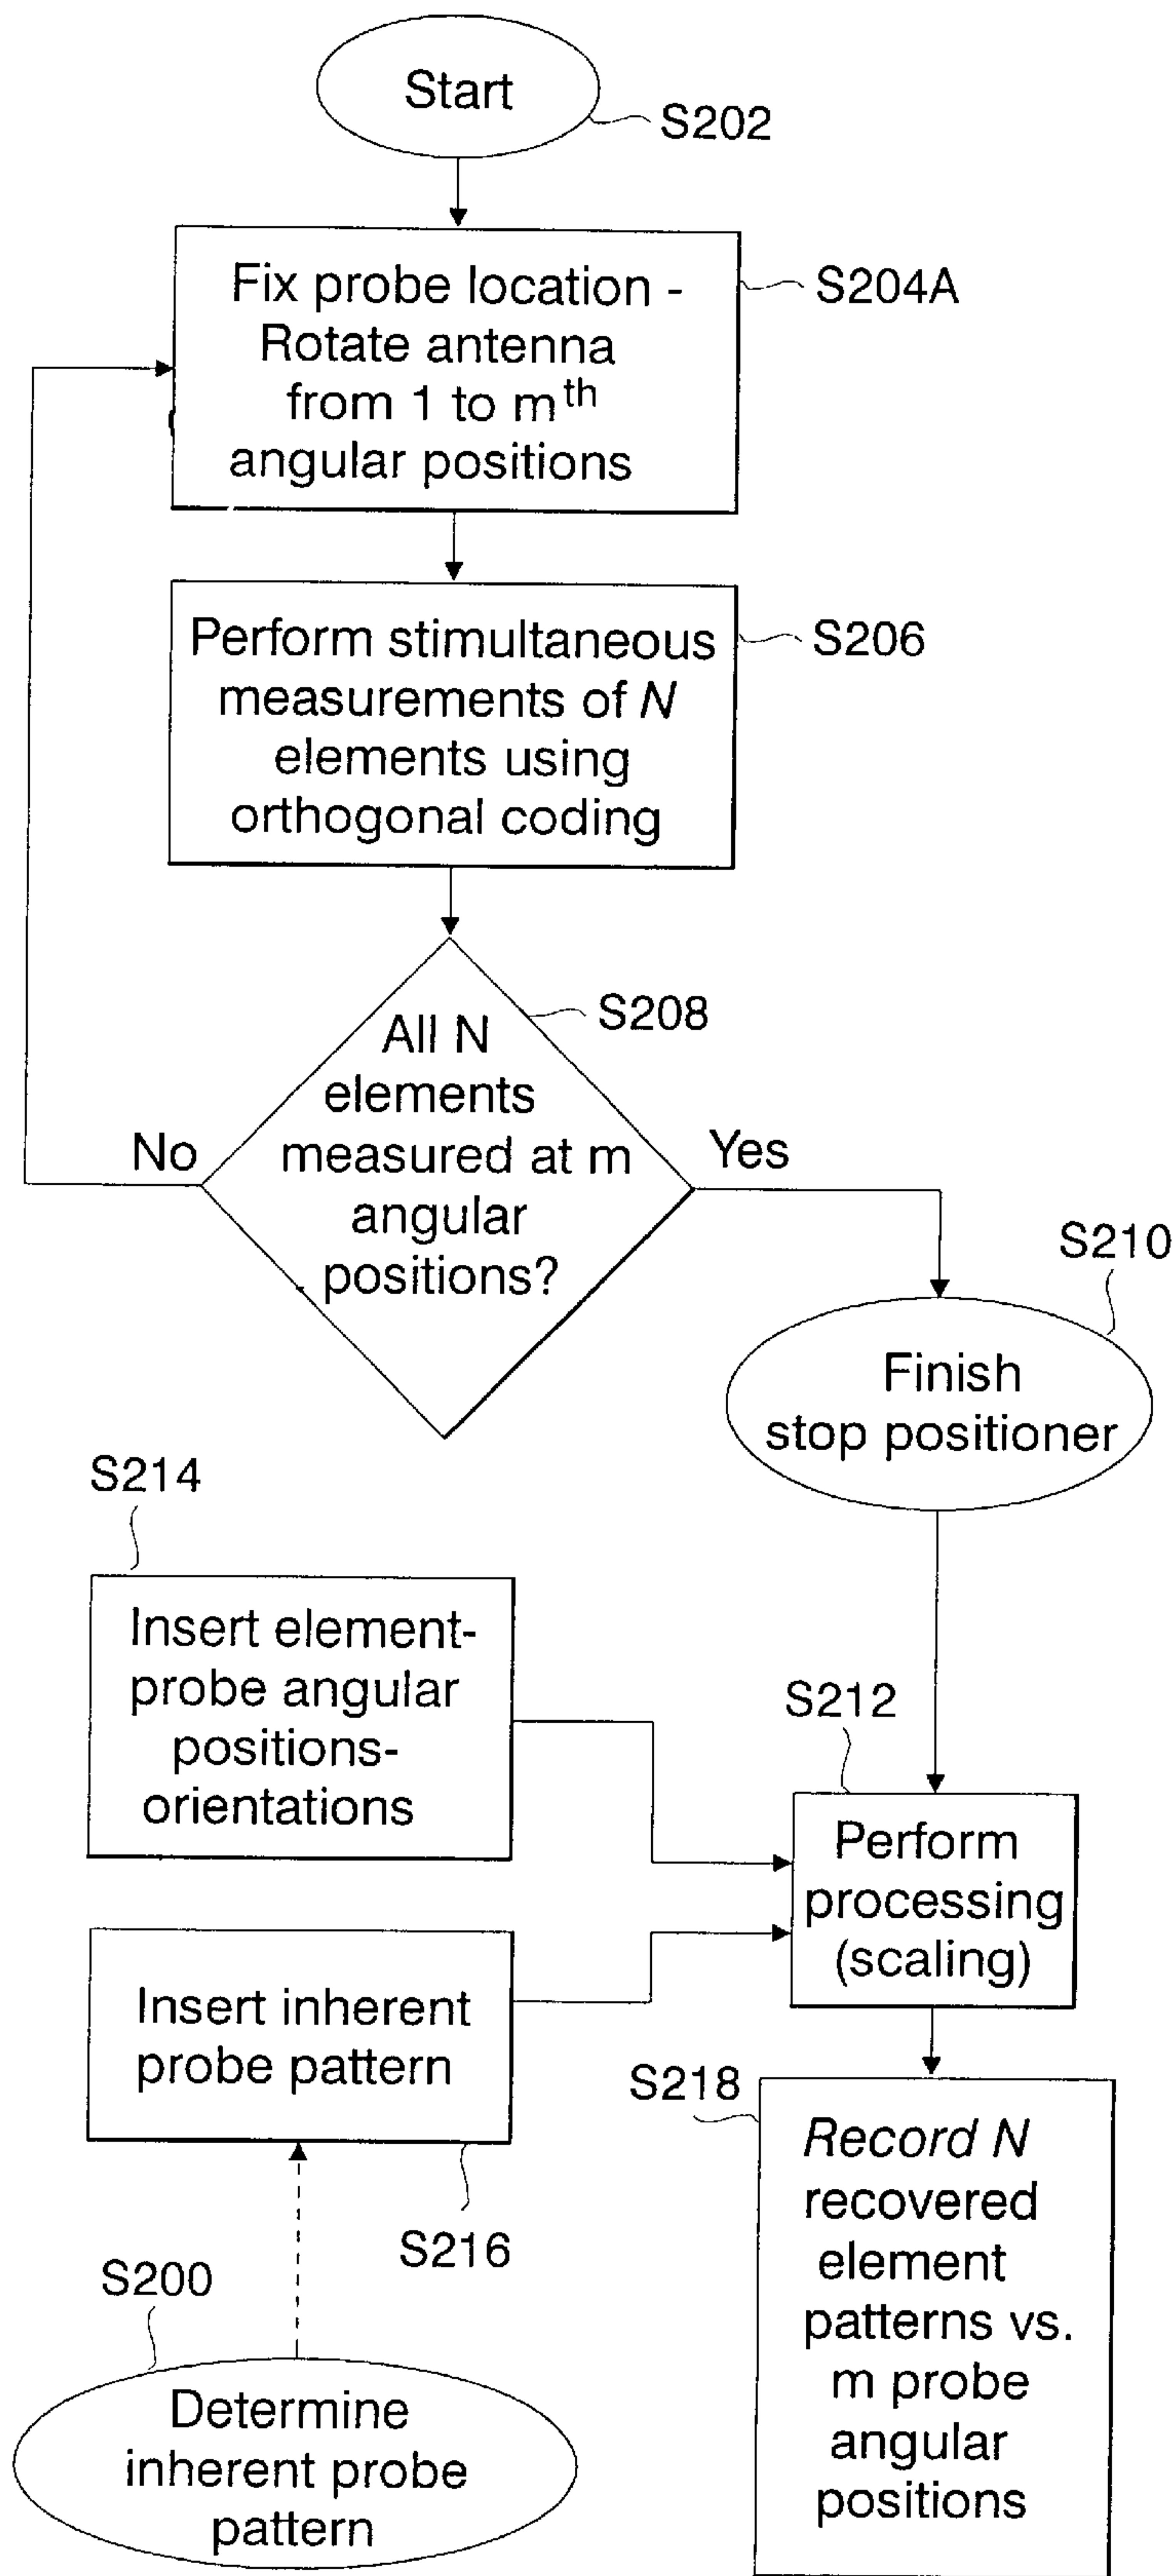 Start
S202
Fix probe location -
Rotate antenna
from 1 to mth
angular positions
S204A
Perform stimultaneous
measurements of N
elements using
orthogonal coding
S206
All N
elements
measured at m
angular
positions?
S208
No
Yes
S210
Finish
stop positioner
S214
Insert element-
probe angular
positions-
orientations
S212
Perform
processing
(scaling)
Insert inherent
probe pattern
S216
S218
Record N
recovered
element
patterns vs.
m probe
angular
positions
S200
Determine
inherent probe
pattern